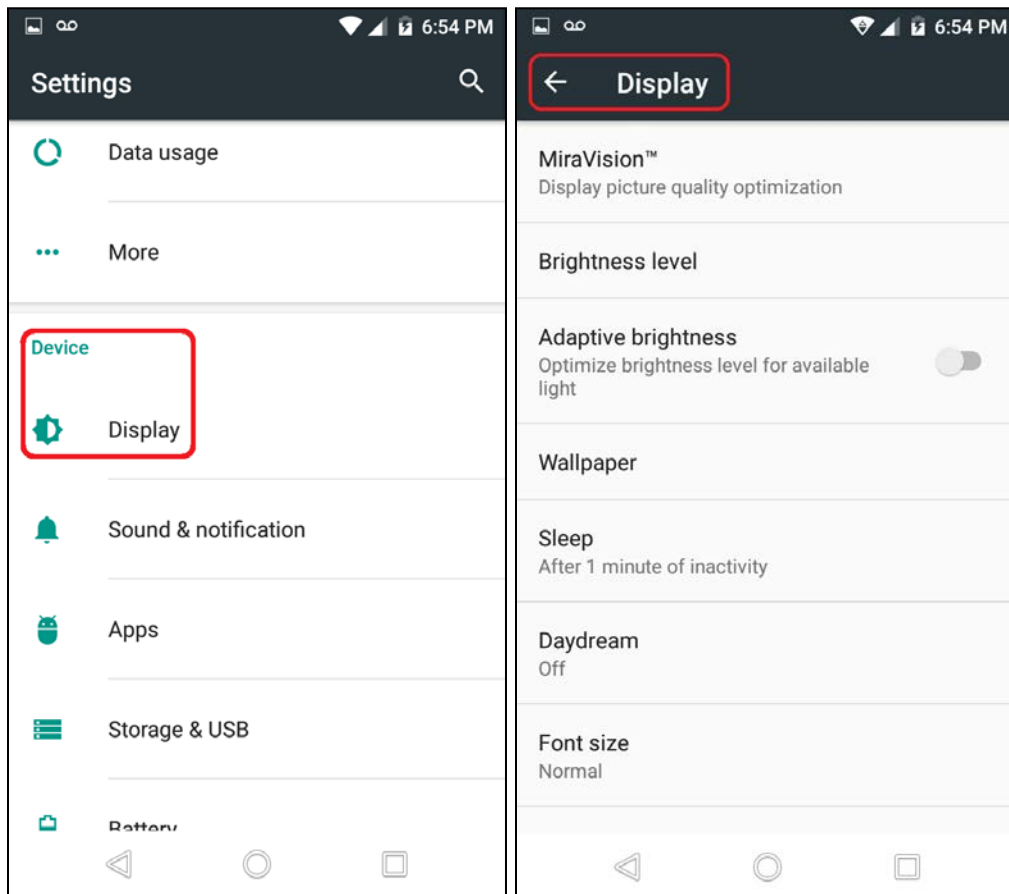 6:54 PM
Settings
Data usage
More
Device
Display
Sound & notification
Apps
Storage & USB
Battery
6:54 PM
Display
MiraVision™
Display picture quality optimization
Brightness level
Adaptive brightness
Optimize brightness level for available
light
Wallpaper
Sleep
After 1 minute of inactivity
Daydream
Off
Font size
Normal